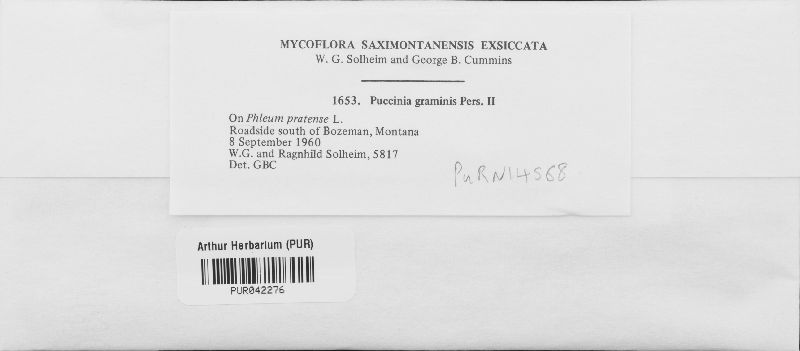 MYCOFLORA SAXIMONTANENSIS EXSICCATA
W. G. Solheim and George B. Cummins
1653. Puccinia graminis Pers. II
On Phleum pratense L.
Roadside south of Bozeman, Montana
8 September 1960
W.G. and Ragnhild Solheim, 5817
Det. GBC
PuRN14568
Arthur Herbarium (PUR)
PUR042276